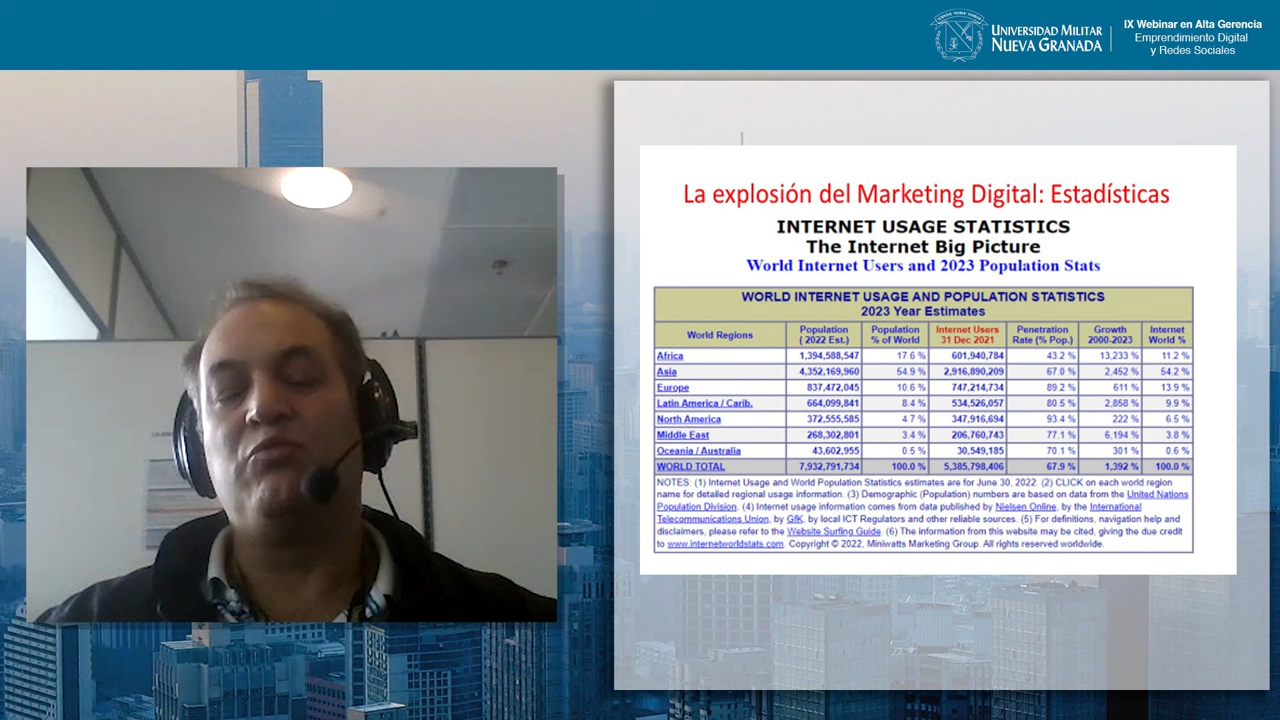 UNIVERSIDAD MILITAR
NUEVA GRANADA
IX Webinar en Alta Gerencia
Emprendimiento Digital
y Redes Sociales
La explosión del Marketing Digital: Estadísticas
INTERNET USAGE STATISTICS
The Internet Big Picture
World Internet Users and 2023 Population Stats
WORLD INTERNET USAGE AND POPULATION STATISTICS
2023 Year Estimates
World Regions | Population ( 2022 Est.) | Population % of World | Internet Users 31 Dec 2021 | Penetration Rate (% Pop.) | Growth 2000-2023 | Internet World %
Africa 1,394,588,547 17.6 % 601,940,784 43.2 % 13,233 % 11.2 %
Asia 4,352,169,960 54.9 % 2,916,890,209 67.0 % 2,452 % 54.2 %
Europe 837,472,045 10.6 % 747,214,734 89.2 % 611 % 13.9 %
Latin America / Carib. 664,099,841 8.4 % 534,526,057 80.5 % 2,858 % 9.9 %
North America 372,555,585 4.7 % 347,916,694 93.4 % 222 % 6.5 %
Middle East 268,302,801 3.4 % 206,760,743 77.1 % 6,194 % 3.8 %
Oceania / Australia 43,602,955 0.5 % 30,549,185 70.1 % 301 % 0.6 %
WORLD TOTAL 7,932,791,734 100.0 % 5,385,798,406 67.9 % 1,392 % 100.0 %
NOTES: (1) Internet Usage and World Population Statistics estimates are for June 30, 2022. (2) CLICK on each world region
name for detailed regional usage information. (3) Demographic (Population) numbers are based on data from the United Nations
Population Division. (4) Internet usage information comes from data published by Nielsen Online, by the International
Telecommunications Union, by GfK, by local ICT Regulators and other reliable sources. (5) For definitions, navigation help and
disclaimers, please refer to the Website Surfing Guide. (6) The information from this website may be cited, giving the due credit
to www.internetworldstats.com. Copyright © 2022, Miniwatts Marketing Group. All rights reserved worldwide.